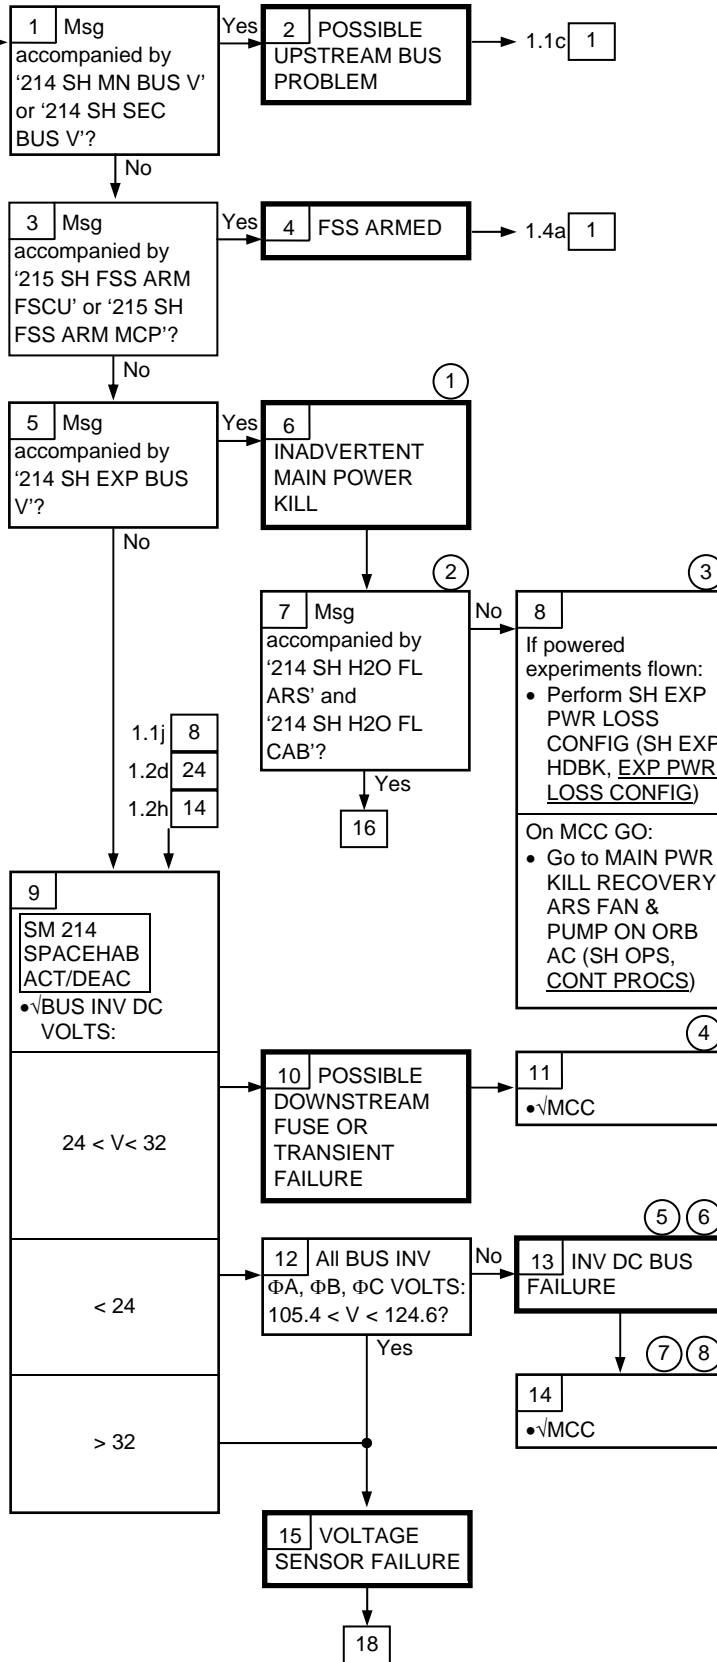 1 Msg
accompanied by
‘214 SH MN BUS V’
or ‘214 SH SEC
BUS V’?
Yes
2 POSSIBLE
UPSTREAM BUS
PROBLEM
1.1c 1
No
3 Msg
accompanied by
‘215 SH FSS ARM
FSCU’ or ‘215 SH
FSS ARM MCP’?
Yes
4 FSS ARMED
1.4a 1
No
5 Msg
accompanied by
‘214 SH EXP BUS
V’?
Yes
1
6
INADVERTENT
MAIN POWER
KILL
No
2
7 Msg
accompanied by
‘214 SH H2O FL
ARS’ and
‘214 SH H2O FL
CAB’?
No
Yes
16
3
8
If powered
experiments flown:
• Perform SH EXP
PWR LOSS
CONFIG (SH EXP
HDBK, EXP PWR
LOSS CONFIG)
On MCC GO:
• Go to MAIN PWR
KILL RECOVERY
ARS FAN &
PUMP ON ORB
AC (SH OPS,
CONT PROCS)
1.1j 8
1.2d 24
1.2h 14
9
SM 214
SPACEHAB
ACT/DEAC
•√BUS INV DC
VOLTS:
24 < V< 32
10 POSSIBLE
DOWNSTREAM
FUSE OR
TRANSIENT
FAILURE
4
11
•√MCC
< 24
12 All BUS INV
ΦA, ΦB, ΦC VOLTS:
105.4 < V < 124.6?
No
Yes
5 6
13 INV DC BUS
FAILURE
7 8
14
•√MCC
> 32
15 VOLTAGE
SENSOR FAILURE
18